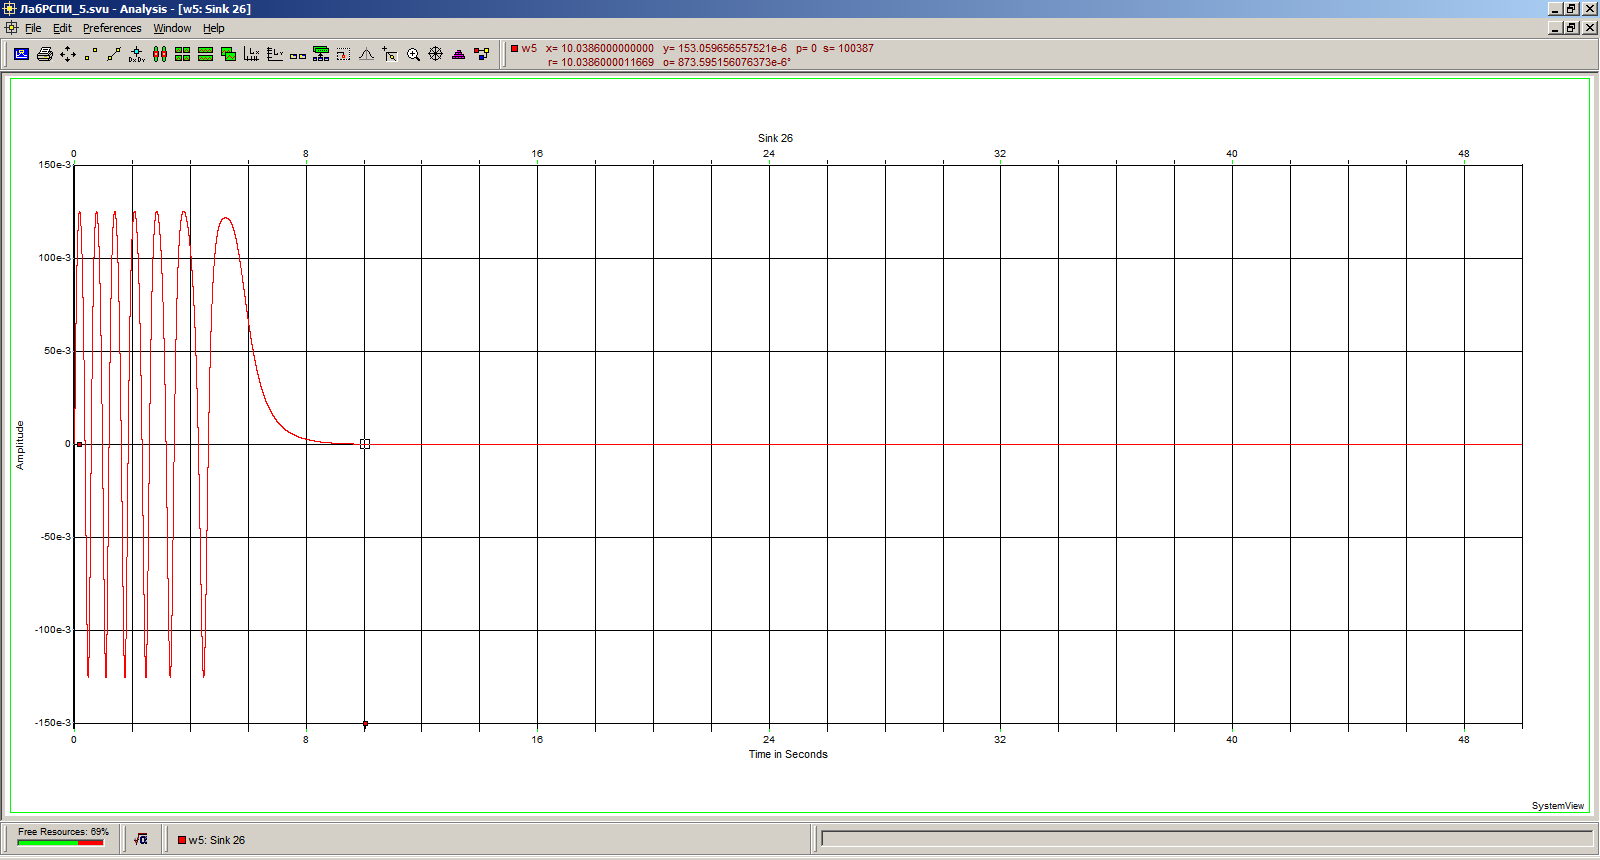 ЛабРСПИ_5.svu - Analysis - [w5: Sink 26]
File Edit Preferences Window Help
w5 x= 10.0386000000000 y= 153.059656557521e-6 p= 0 s= 100387
r= 10.0386000011669 o= 873.595156076373e-6°
Sink 26
0 8 16 24 32 40 48
150e-3
100e-3
50e-3
0
-50e-3
-100e-3
-150e-3
Amplitude
0 8 16 24 32 40 48
Time in Seconds
SystemView
Free Resources: 69%
w5: Sink 26